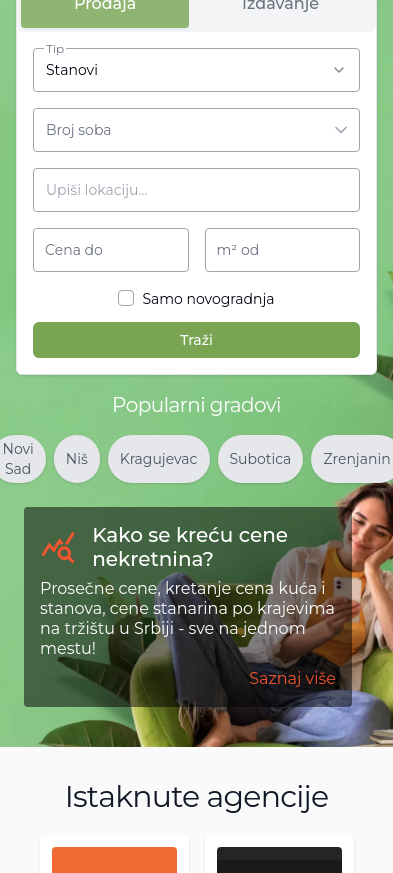 Prodaja
Izdavanje
Tip
Stanovi
Broj soba
Upiši lokaciju...
Cena do
m² od
Samo novogradnja
Traži
Popularni gradovi
Novi
Sad
Niš
Kragujevac
Subotica
Zrenjanin
Kako se kreću cene
nekretnina?
Prosečne cene, kretanje cena kuća i
stanova, cene stanarina po krajevima
na tržištu u Srbiji - sve na jednom
mestu!
Saznaj više
Istaknute agencije